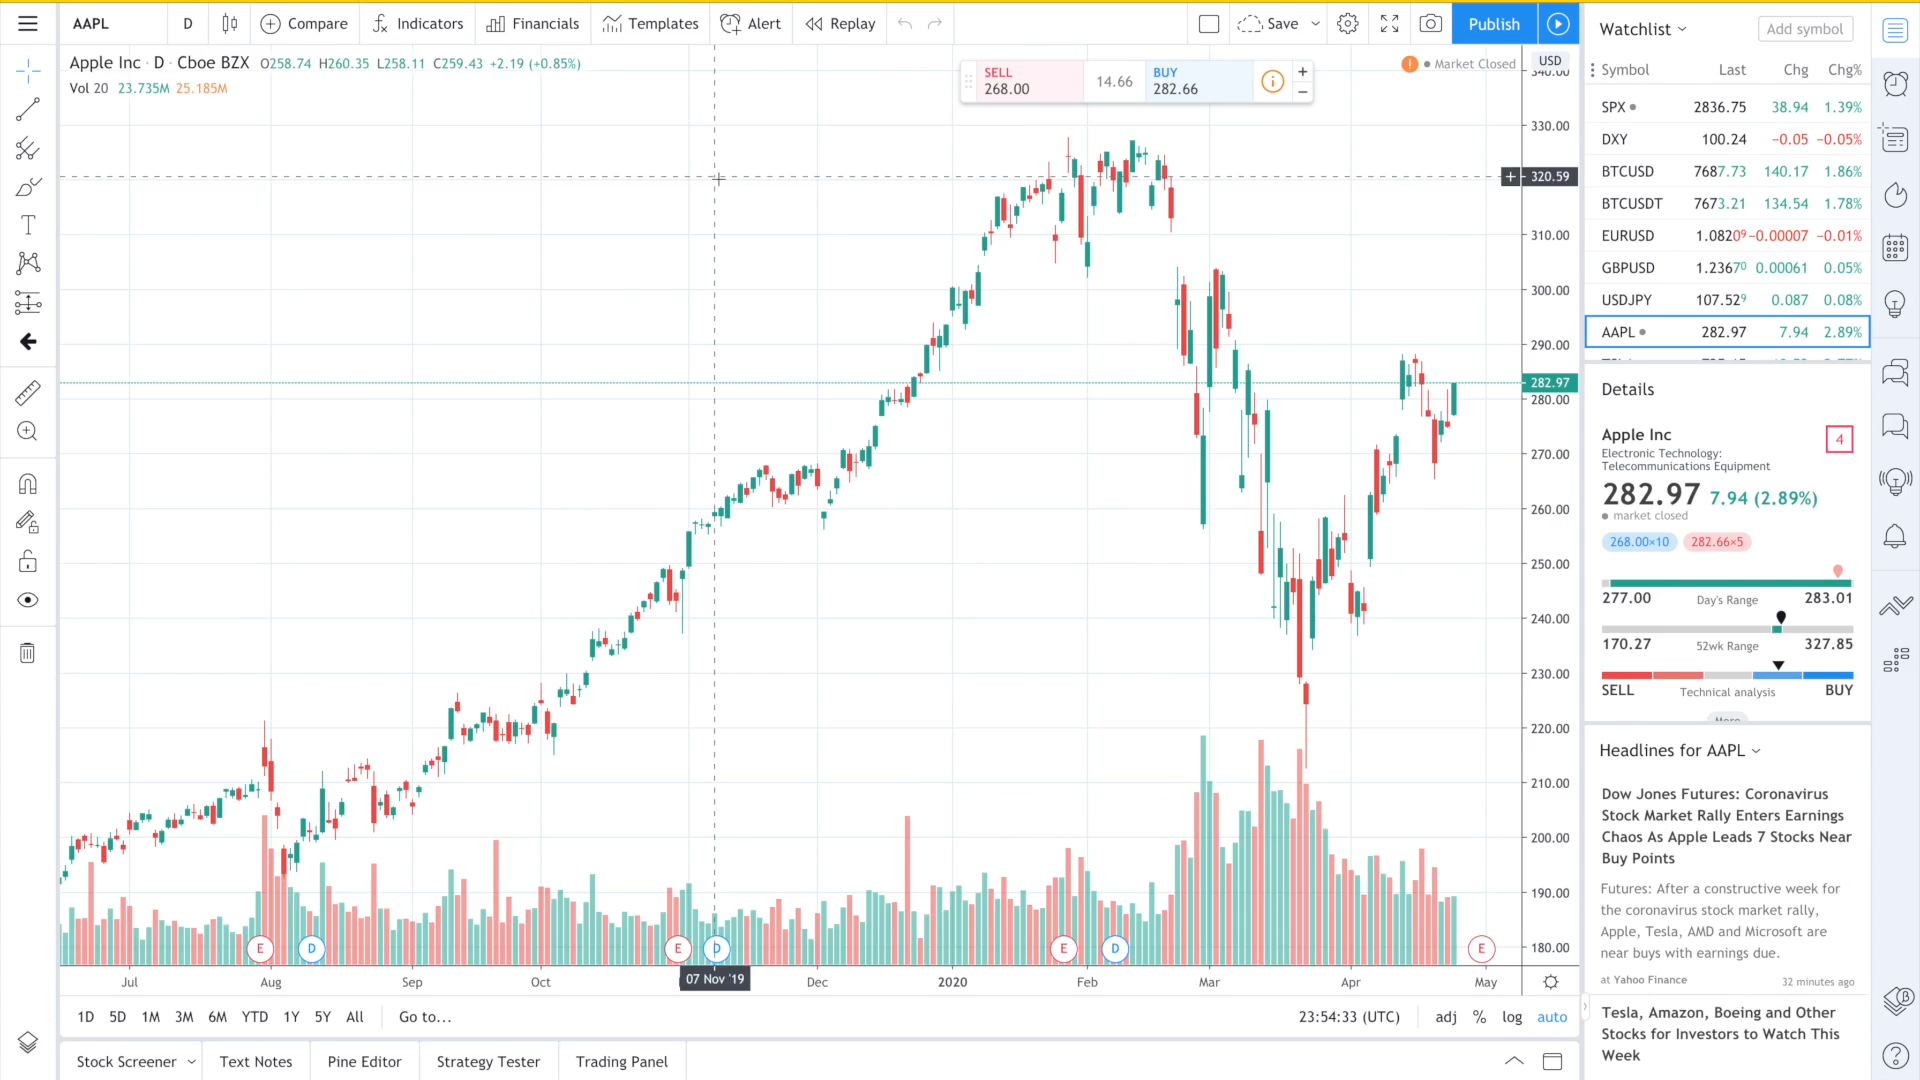 AAPL D Compare Indicators Financials Templates Alert Replay Save Publish
Apple Inc · D · Cboe BZX O258.74 H260.35 L258.11 C259.43 +2.19 (+0.85%)
Vol 20 23.735M 25.185M
SELL
268.00
14.66
BUY
282.66
Market Closed
USD
340.00
330.00
320.59
310.00
300.00
290.00
282.97
280.00
270.00
260.00
250.00
240.00
230.00
220.00
210.00
200.00
190.00
180.00
E D E D E D E
Jul Aug Sep Oct 07 Nov '19 Dec 2020 Feb Mar Apr May
1D 5D 1M 3M 6M YTD 1Y 5Y All Go to... 23:54:33 (UTC) adj % log auto
Stock Screener Text Notes Pine Editor Strategy Tester Trading Panel
Watchlist Add symbol
Symbol Last Chg Chg%
SPX 2836.75 38.94 1.39%
DXY 100.24 −0.05 −0.05%
BTCUSD 7687.73 140.17 1.86%
BTCUSDT 7673.21 134.54 1.78%
EURUSD 1.08209 −0.00007 −0.01%
GBPUSD 1.23670 0.00061 0.05%
USDJPY 107.529 0.087 0.08%
AAPL 282.97 7.94 2.89%
Details
Apple Inc 4
Electronic Technology:
Telecommunications Equipment
282.97 7.94 (2.89%)
market closed
268.00×10 282.66×5
277.00 Day's Range 283.01
170.27 52wk Range 327.85
SELL Technical analysis BUY
More
Headlines for AAPL
Dow Jones Futures: Coronavirus
Stock Market Rally Enters Earnings
Chaos As Apple Leads 7 Stocks Near
Buy Points
Futures: After a constructive week for
the coronavirus stock market rally,
Apple, Tesla, AMD and Microsoft are
near buys with earnings due.
at Yahoo Finance 32 minutes ago
Tesla, Amazon, Boeing and Other
Stocks for Investors to Watch This
Week